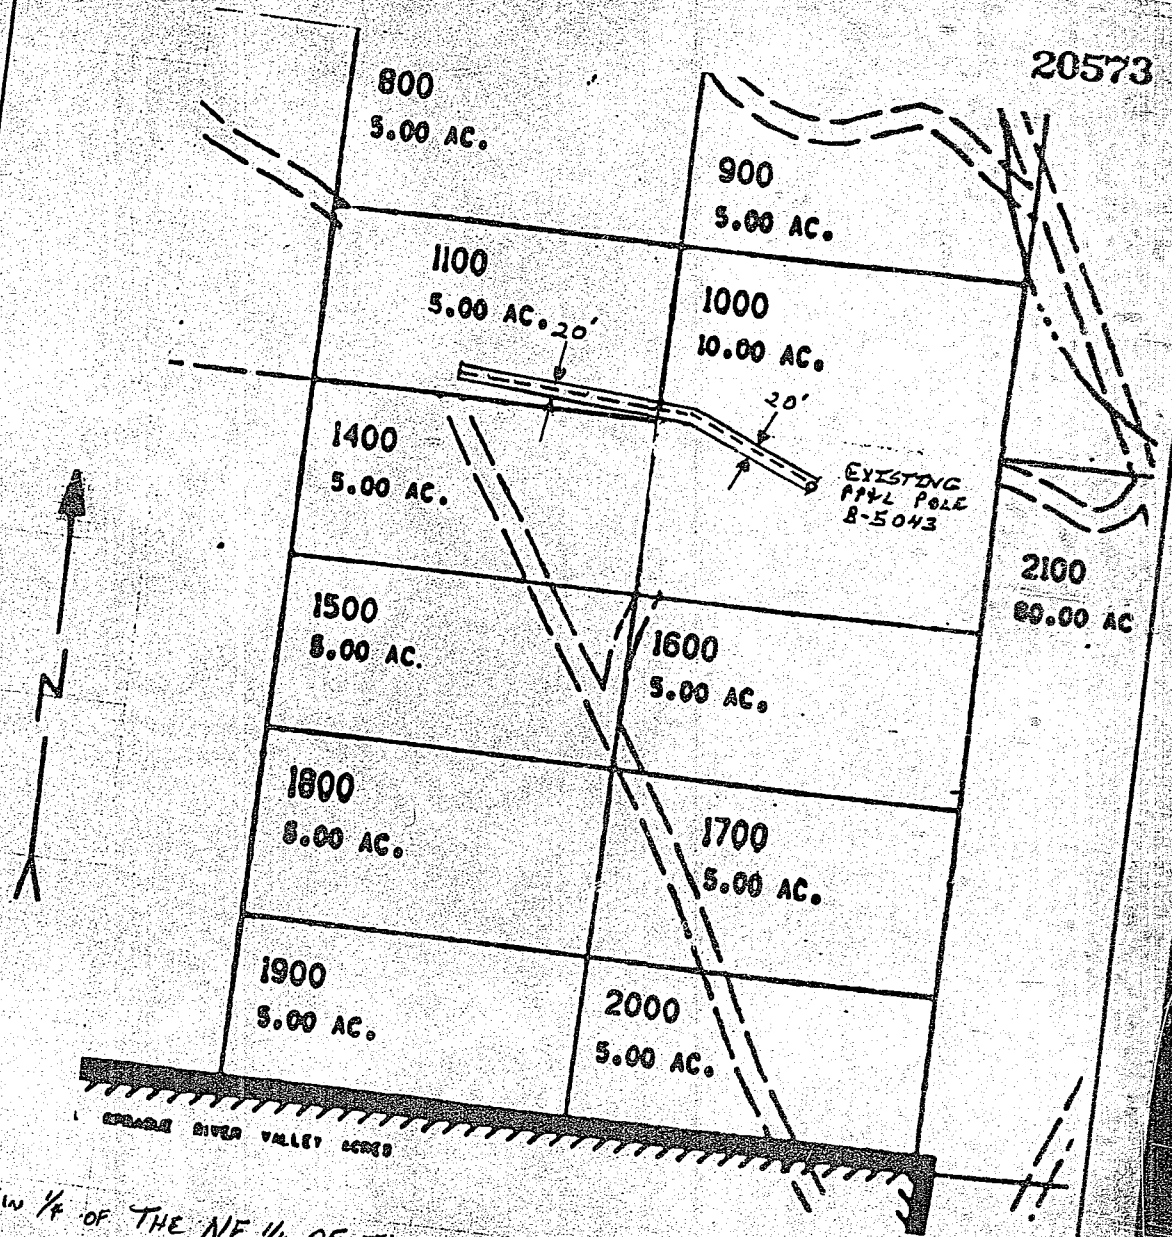 20573
800
5.00 AC.
900
5.00 AC.
1100
5.00 AC.
20'
1000
10.00 AC.
20'
1400
5.00 AC.
EXISTING
PP&L POLE
B-5043
2100
80.00 AC
1500
5.00 AC.
1600
5.00 AC.
N
1800
5.00 AC.
1700
5.00 AC.
1900
5.00 AC.
2000
5.00 AC.
RIVER VALLEY ACRES
1/4 OF THE NE 1/4 OF